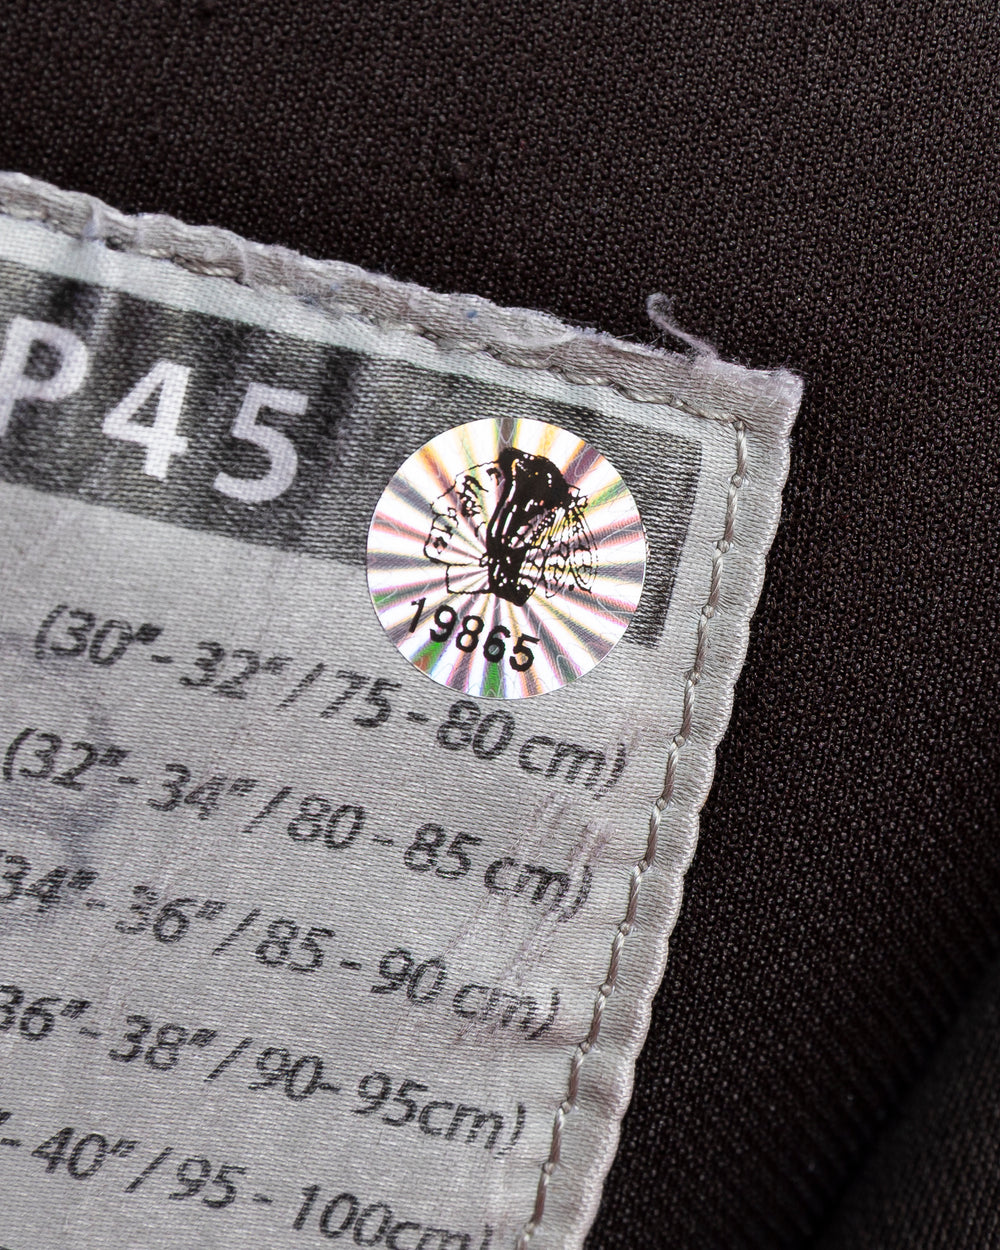 P45
19865
(30"- 32" / 75 - 80 cm)
(32"- 34" / 80 - 85 cm)
(34"- 36" / 85 - 90 cm)
36"- 38" / 90- 95cm)
"- 40" / 95 - 100cm)